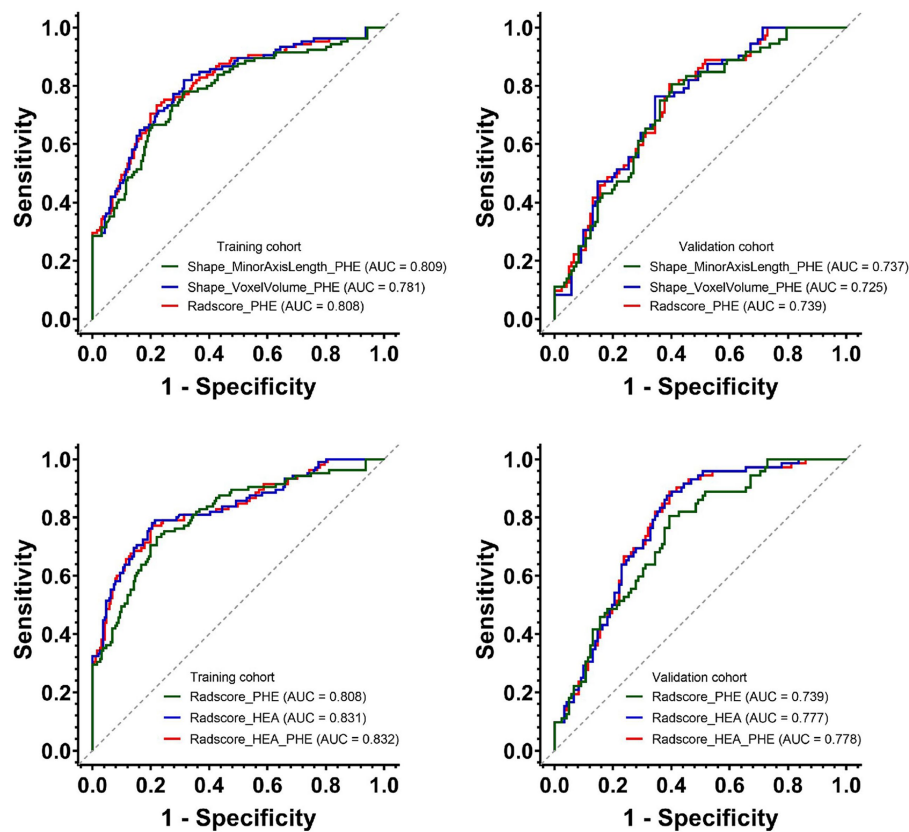 1.0
0.8
0.6
0.4
0.2
0.0
Sensitivity
Training cohort
Shape_MinorAxisLength_PHE (AUC = 0.809)
Shape_VoxelVolume_PHE (AUC = 0.781)
Radscore_PHE (AUC = 0.808)
0.0 0.2 0.4 0.6 0.8 1.0
1 - Specificity
1.0
0.8
0.6
0.4
0.2
0.0
Sensitivity
Validation cohort
Shape_MinorAxisLength_PHE (AUC = 0.737)
Shape_VoxelVolume_PHE (AUC = 0.725)
Radscore_PHE (AUC = 0.739)
0.0 0.2 0.4 0.6 0.8 1.0
1 - Specificity
1.0
0.8
0.6
0.4
0.2
0.0
Sensitivity
Training cohort
Radscore_PHE (AUC = 0.808)
Radscore_HEA (AUC = 0.831)
Radscore_HEA_PHE (AUC = 0.832)
0.0 0.2 0.4 0.6 0.8 1.0
1 - Specificity
1.0
0.8
0.6
0.4
0.2
0.0
Sensitivity
Validation cohort
Radscore_PHE (AUC = 0.739)
Radscore_HEA (AUC = 0.777)
Radscore_HEA_PHE (AUC = 0.778)
0.0 0.2 0.4 0.6 0.8 1.0
1 - Specificity